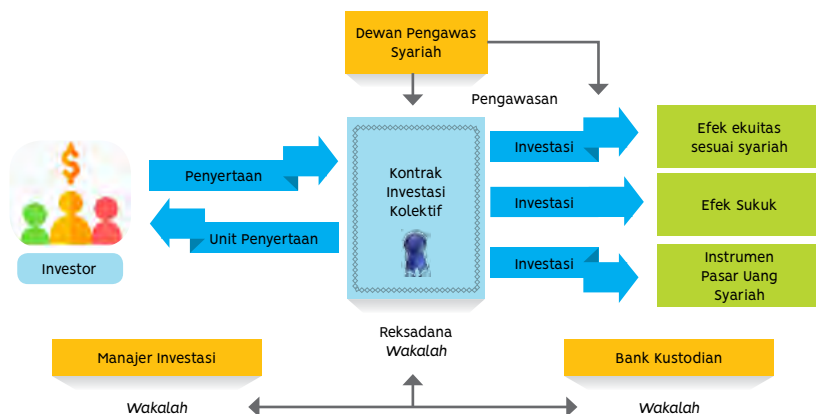 Dewan Pengawas
Syariah
Pengawasan
Penyertaan
Unit Penyertaan
Investor
Kontrak
Investasi
Kolektif
Investasi
Investasi
Investasi
Efek ekuitas
sesuai syariah
Efek Sukuk
Instrumen
Pasar Uang
Syariah
Reksadana
Wakalah
Manajer Investasi
Bank Kustodian
Wakalah
Wakalah